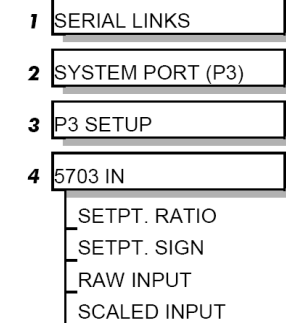 1 SERIAL LINKS
2 SYSTEM PORT (P3)
3 P3 SETUP
4 5703 IN
SETPT. RATIO
SETPT. SIGN
RAW INPUT
SCALED INPUT